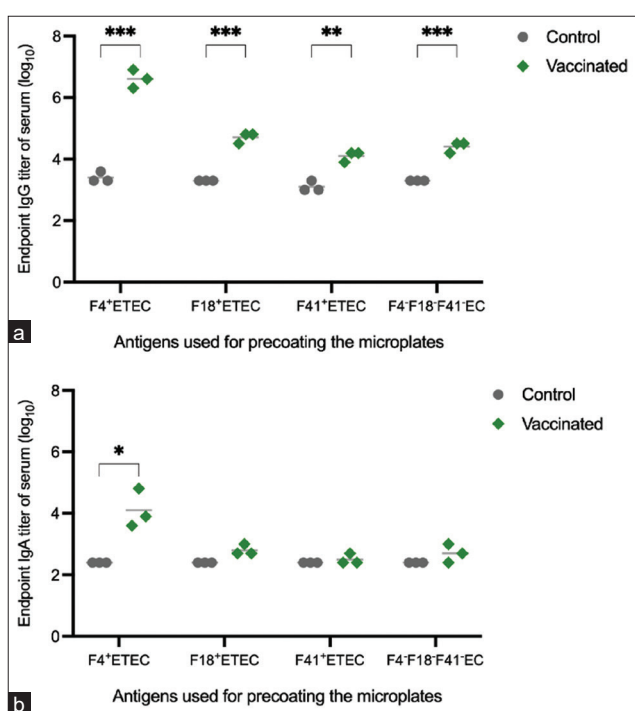 *** *** ** ***
Control
Vaccinated
Endpoint IgG titer of serum (log₁₀)
8
6
4
2
0
F4⁺ETEC F18⁺ETEC F41⁺ETEC F4⁻F18⁻F41⁻EC
Antigens used for precoating the microplates
a
Control
Vaccinated
*
Endpoint IgA titer of serum (log₁₀)
8
6
4
2
0
F4⁺ETEC F18⁺ETEC F41⁺ETEC F4⁻F18⁻F41⁻EC
Antigens used for precoating the microplates
b